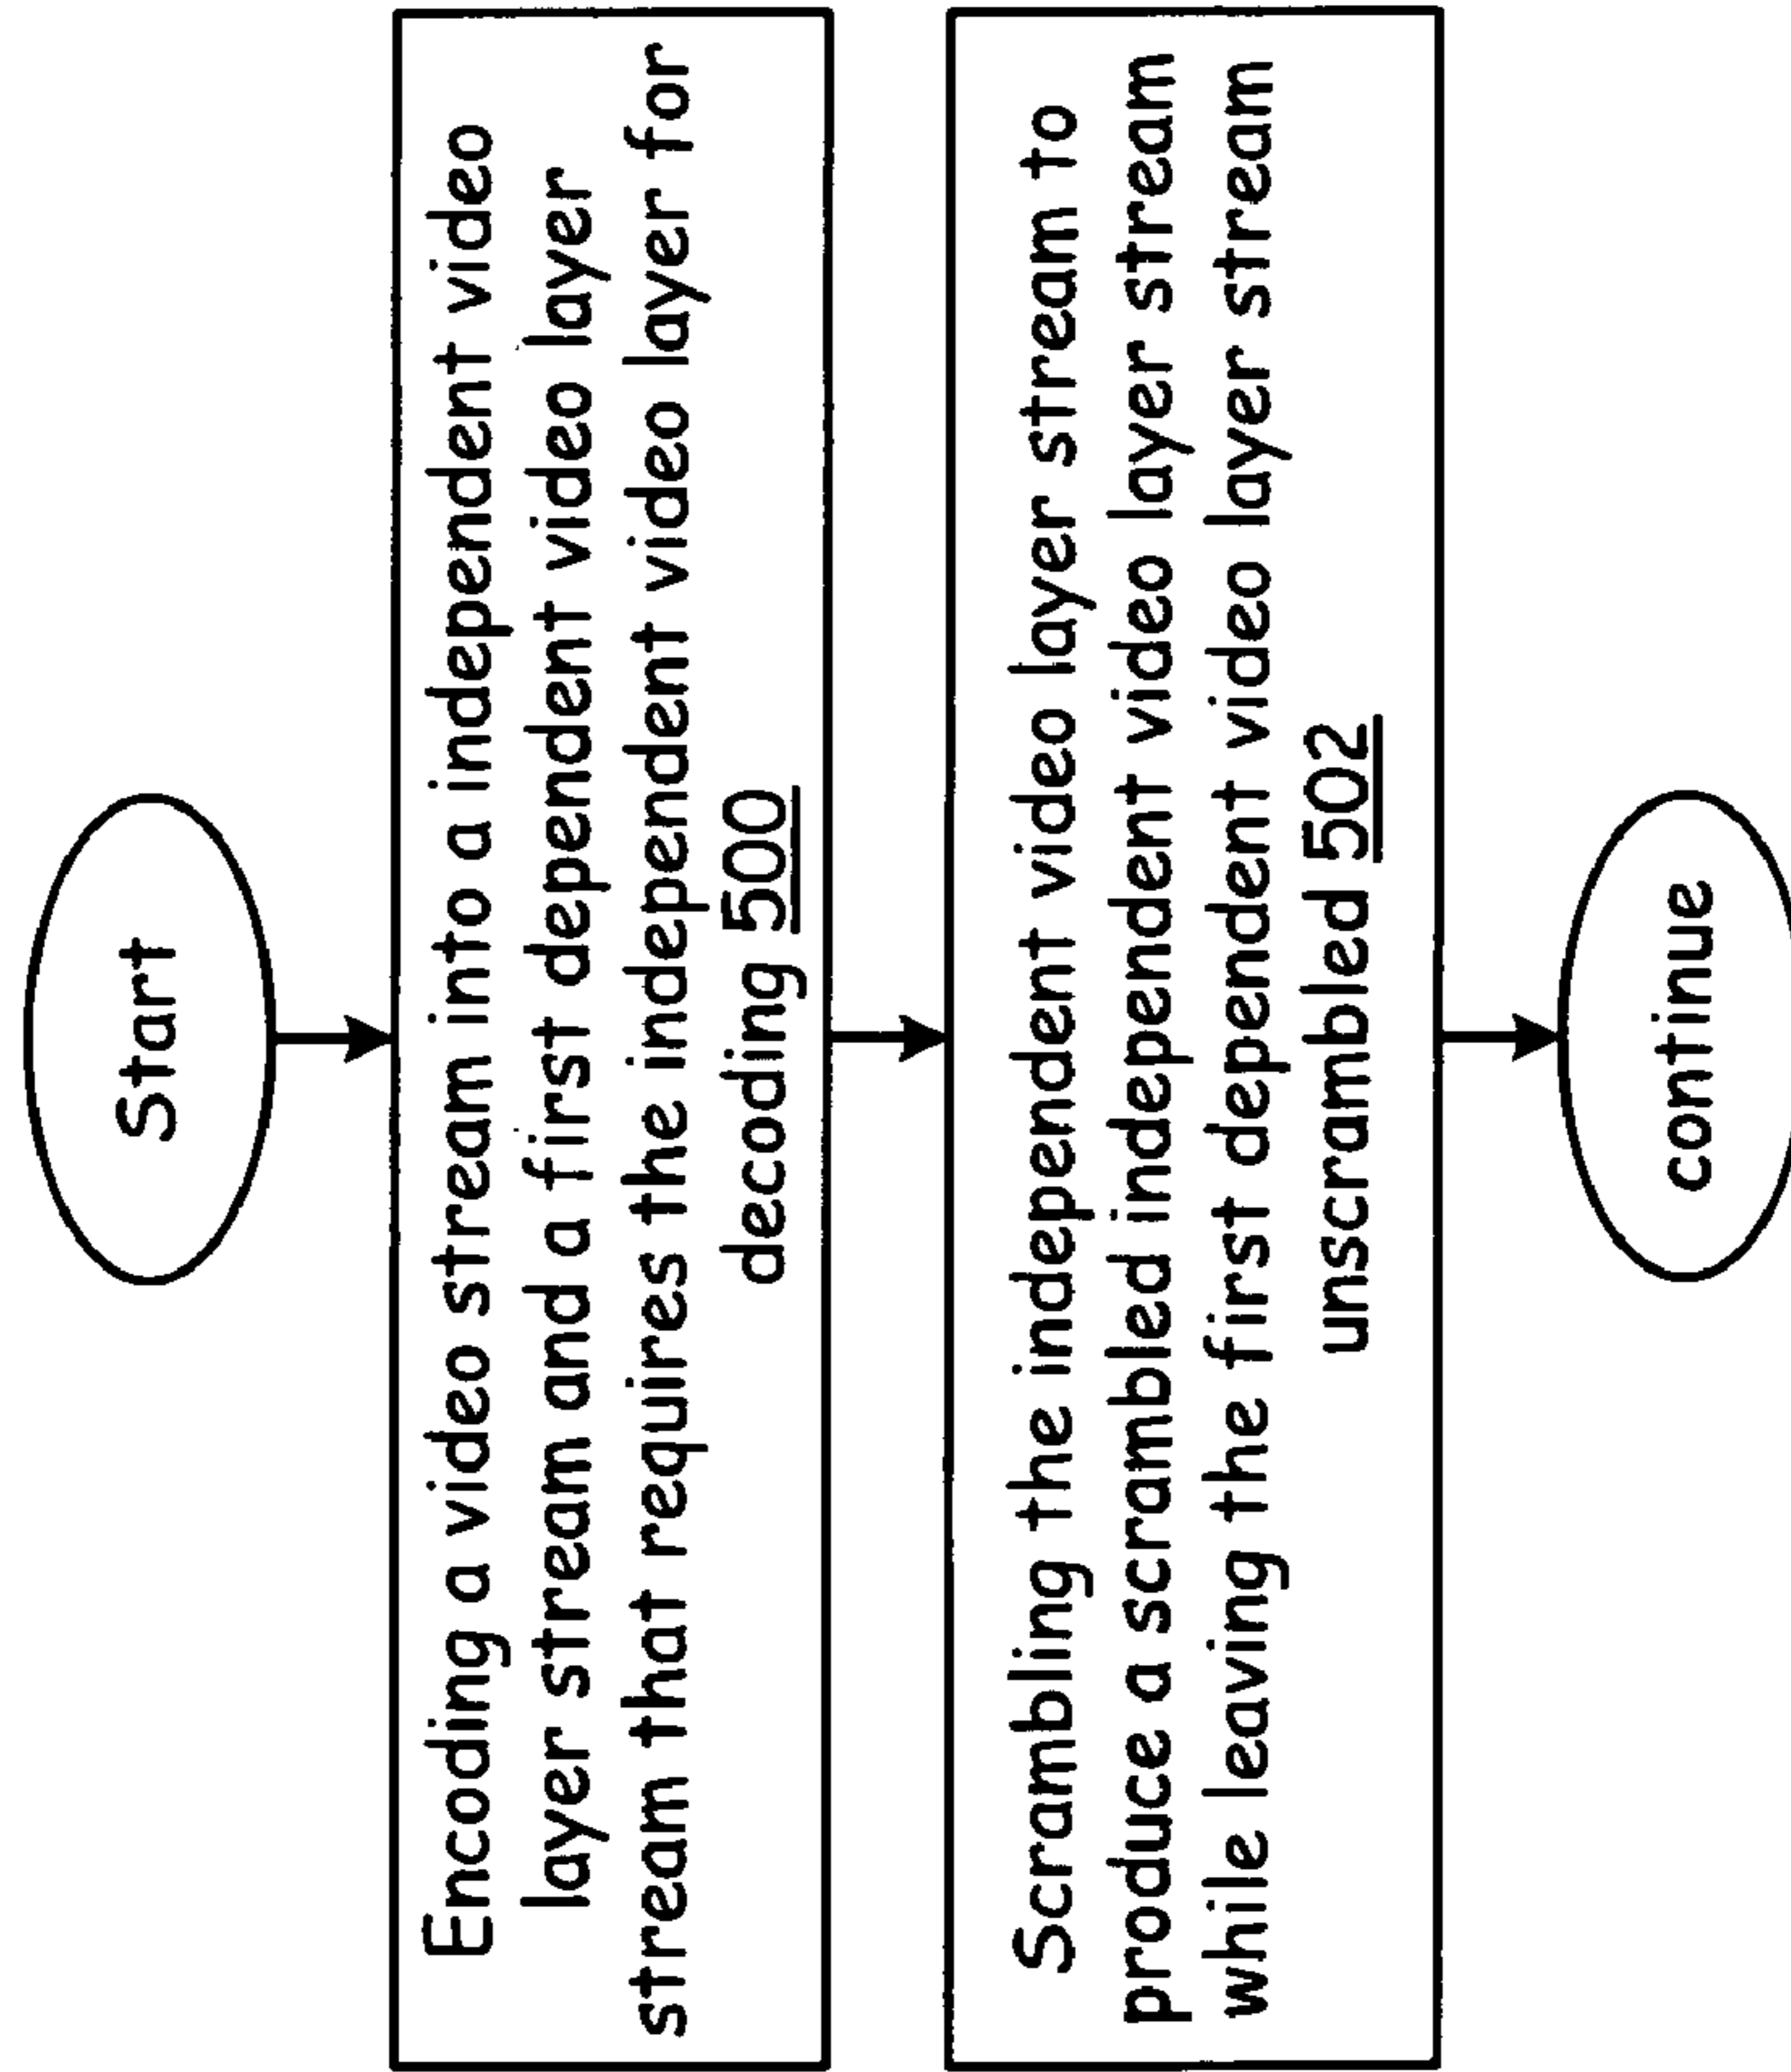 Start
Encoding a video stream into a independent video
layer stream and a first dependent video layer
stream that requires the independent video layer for
decoding 500
Scrambling the independent video layer stream to
produce a scrambled independent video layer stream
while leaving the first dependent video layer stream
unscrambled 502
continue